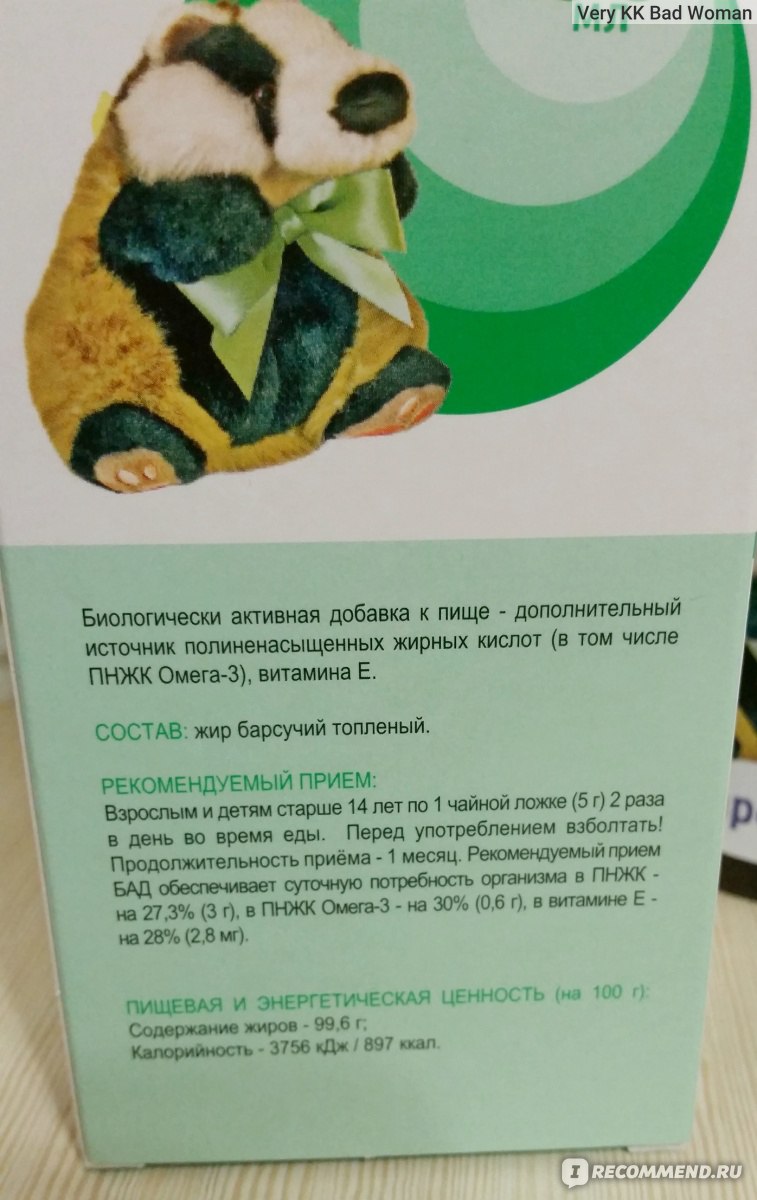 Very KK Bad Woman
МЛ
Биологически активная добавка к пище - дополнительный
источник полиненасыщенных жирных кислот (в том числе
ПНЖК Омега-3), витамина Е.
СОСТАВ: жир барсучий топленый.
РЕКОМЕНДУЕМЫЙ ПРИЕМ:
Взрослым и детям старше 14 лет по 1 чайной ложке (5 г) 2 раза
в день во время еды. Перед употреблением взболтать!
Продолжительность приёма - 1 месяц. Рекомендуемый прием
БАД обеспечивает суточную потребность организма в ПНЖК -
на 27,3% (3 г), в ПНЖК Омега-3 - на 30% (0,6 г), в витамине Е -
на 28% (2,8 мг).
ПИЩЕВАЯ И ЭНЕРГЕТИЧЕСКАЯ ЦЕННОСТЬ (на 100 г):
Содержание жиров - 99,6 г;
Калорийность - 3756 кДж / 897 ккал.
IRECOMMEND.RU